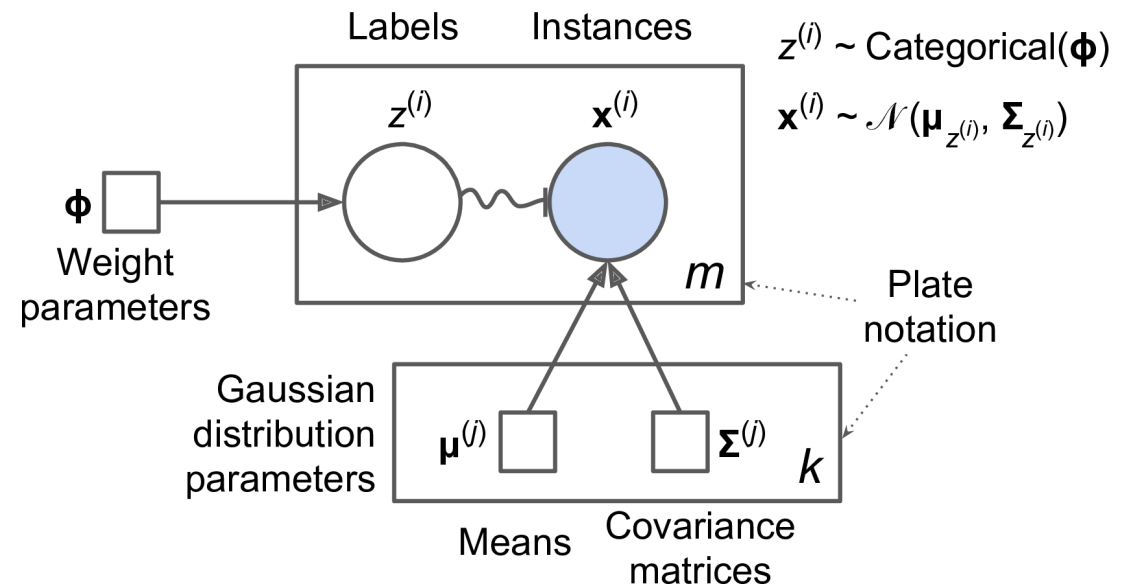 Labels
Instances
z⁽ⁱ⁾ ~ Categorical(ϕ)
z⁽ⁱ⁾
x⁽ⁱ⁾
x⁽ⁱ⁾ ~ 𝒩(μ_z⁽ⁱ⁾, Σ_z⁽ⁱ⁾)
ϕ
Weight
parameters
m
Plate
notation
Gaussian
distribution
parameters
μ⁽ʲ⁾
Σ⁽ʲ⁾
k
Means
Covariance
matrices